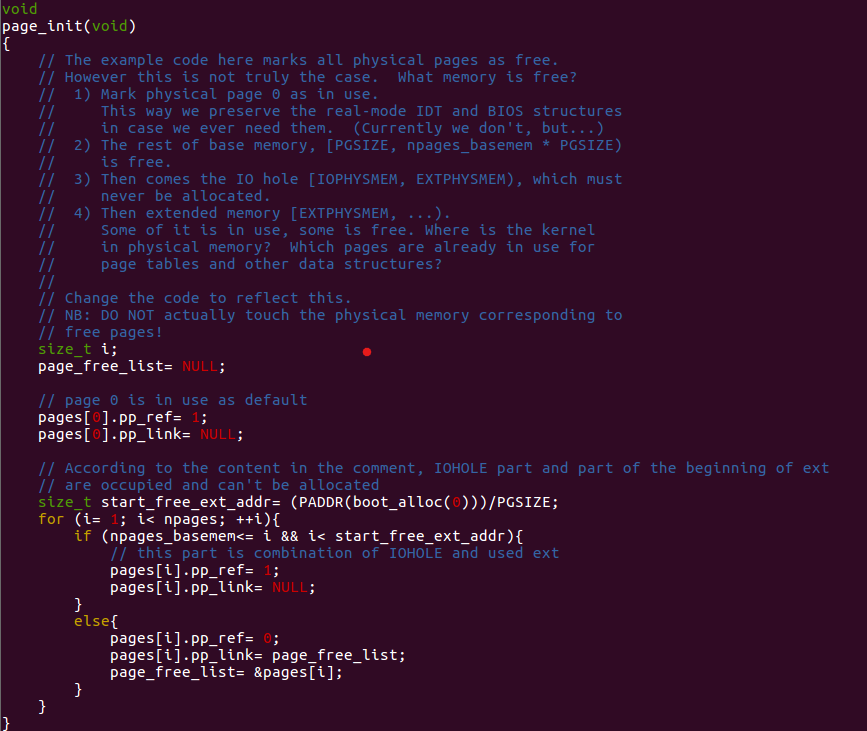 void
page_init(void)
{
    // The example code here marks all physical pages as free.
    // However this is not truly the case.  What memory is free?
    //  1) Mark physical page 0 as in use.
    //     This way we preserve the real-mode IDT and BIOS structures
    //     in case we ever need them.  (Currently we don't, but...)
    //  2) The rest of base memory, [PGSIZE, npages_basemem * PGSIZE)
    //     is free.
    //  3) Then comes the IO hole [IOPHYSMEM, EXTPHYSMEM), which must
    //     never be allocated.
    //  4) Then extended memory [EXTPHYSMEM, ...).
    //     Some of it is in use, some is free. Where is the kernel
    //     in physical memory?  Which pages are already in use for
    //     page tables and other data structures?
    //
    // Change the code to reflect this.
    // NB: DO NOT actually touch the physical memory corresponding to
    // free pages!
    size_t i;
    page_free_list= NULL;

    // page 0 is in use as default
    pages[0].pp_ref= 1;
    pages[0].pp_link= NULL;

    // According to the content in the comment, IOHOLE part and part of the beginning of ext
    // are occupied and can't be allocated
    size_t start_free_ext_addr= (PADDR(boot_alloc(0)))/PGSIZE;
    for (i= 1; i< npages; ++i){
        if (npages_basemem<= i && i< start_free_ext_addr){
            // this part is combination of IOHOLE and used ext
            pages[i].pp_ref= 1;
            pages[i].pp_link= NULL;
        }
        else{
            pages[i].pp_ref= 0;
            pages[i].pp_link= page_free_list;
            page_free_list= &pages[i];
        }
    }
}